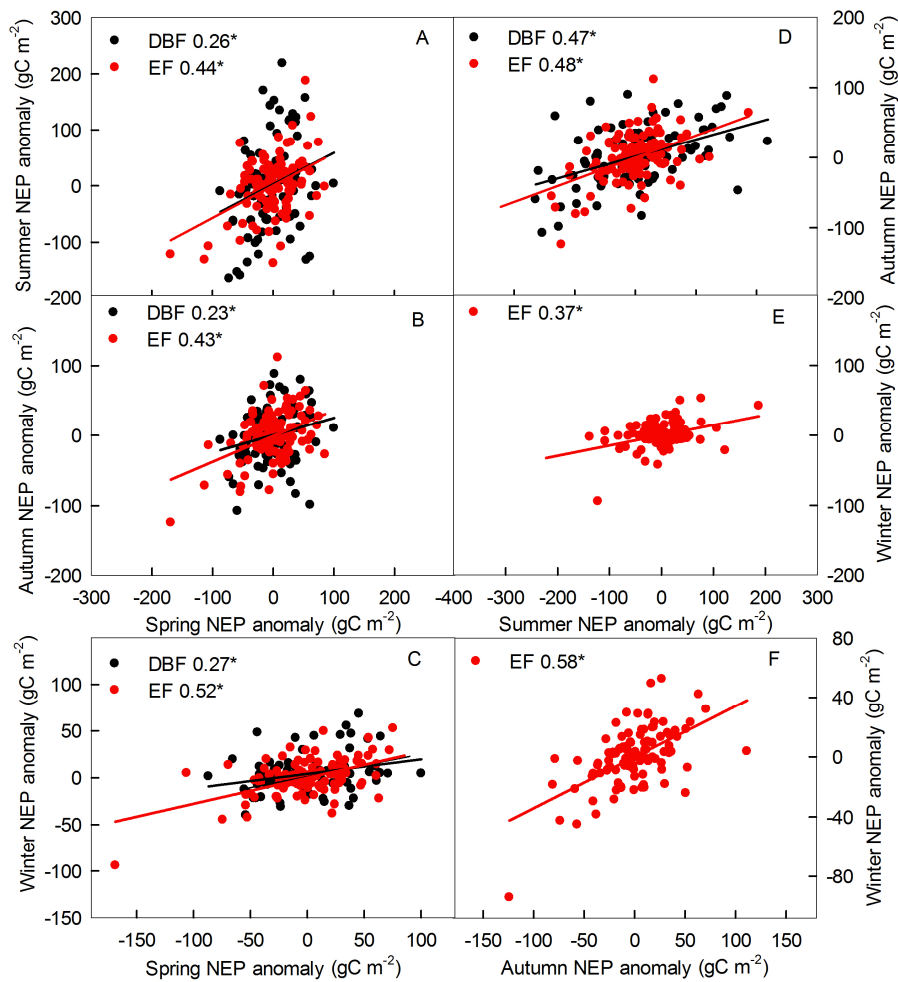 A
DBF 0.26*
EF 0.44*
300
200
100
0
-100
-200
Summer NEP anomaly (gC m-2)
D
DBF 0.47*
EF 0.48*
200
100
0
-100
-200
Autumn NEP anomaly (gC m-2)
B
DBF 0.23*
EF 0.43*
100
0
-100
-200
Autumn NEP anomaly (gC m-2)
-300 -200 -100 0 100 200
Spring NEP anomaly (gC m-2)
E
EF 0.37*
200
100
0
-100
-200
Winter NEP anomaly (gC m-2)
-400 -300 -200 -100 0 100 200 300
Summer NEP anomaly (gC m-2)
C
DBF 0.27*
EF 0.52*
100
50
0
-50
-100
-150
Winter NEP anomaly (gC m-2)
-150 -100 -50 0 50 100
Spring NEP anomaly (gC m-2)
F
EF 0.58*
80
40
0
-40
-80
Winter NEP anomaly (gC m-2)
-150 -100 -50 0 50 100 150
Autumn NEP anomaly (gC m-2)